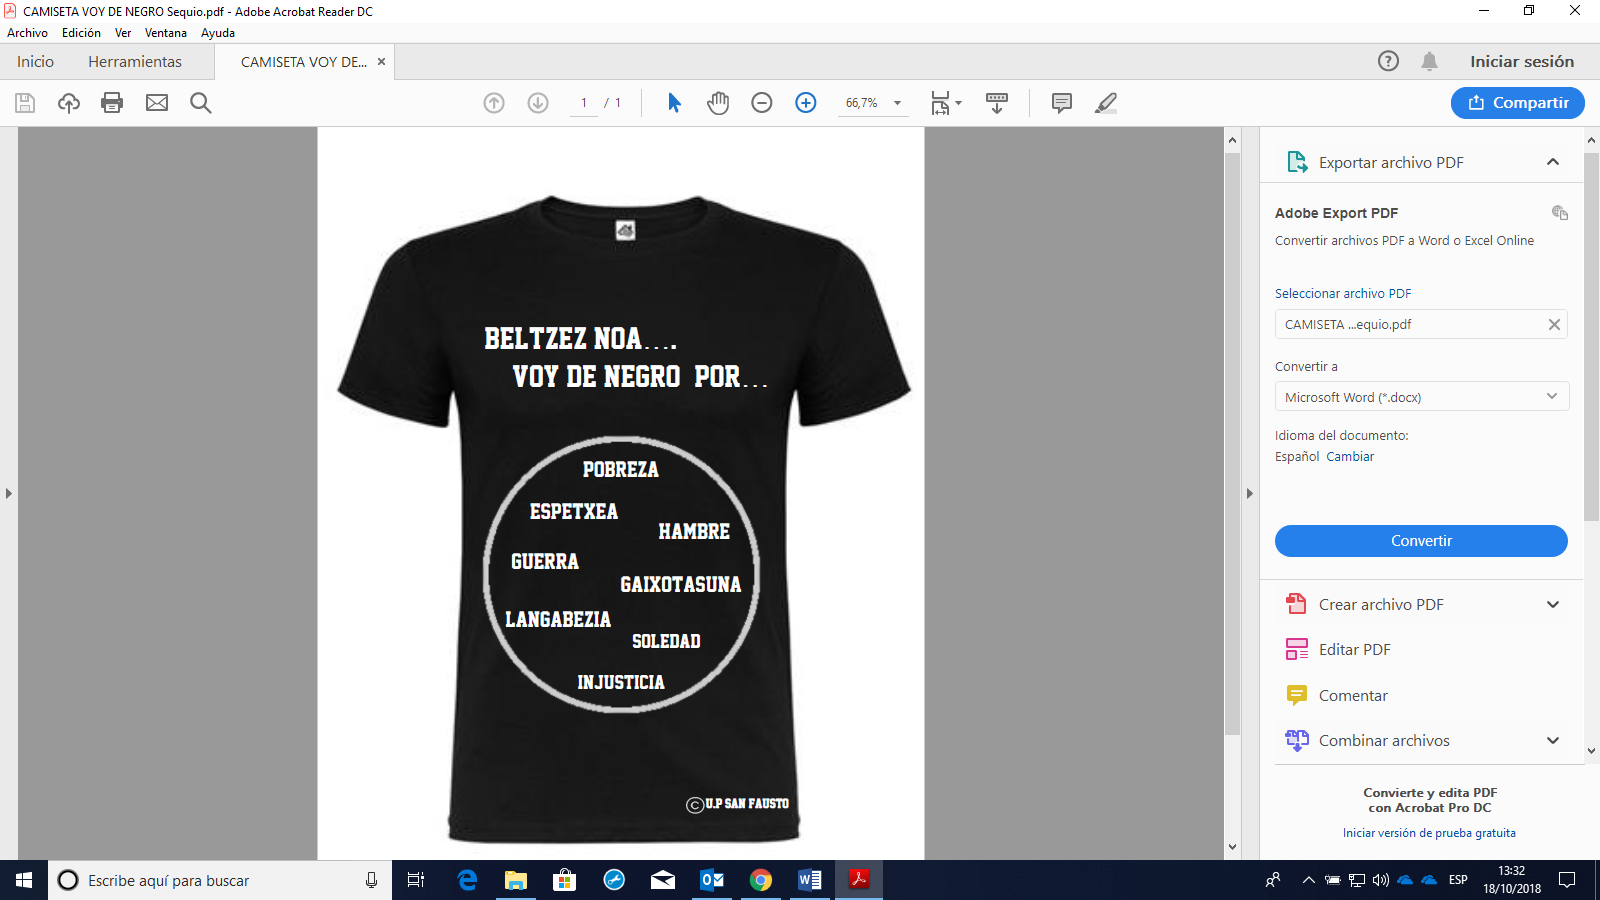 CAMISETA VOY DE NEGRO Sequio.pdf - Adobe Acrobat Reader DC
Archivo Edición Ver Ventana Ayuda
Inicio Herramientas CAMISETA VOY DE... ×
Iniciar sesión
1 / 1
66,7%
Compartir
BELTZEZ NOA....
VOY DE NEGRO POR...
POBREZA
ESPETXEA
HAMBRE
GUERRA
GAIXOTASUNA
LANGABEZIA
SOLEDAD
INJUSTICIA
© U.P SAN FAUSTO
Exportar archivo PDF
Adobe Export PDF
Convertir archivos PDF a Word o Excel Online
Seleccionar archivo PDF
CAMISETA ...equio.pdf
Convertir a
Microsoft Word (*.docx)
Idioma del documento:
Español Cambiar
Convertir
Crear archivo PDF
Editar PDF
Comentar
Combinar archivos
Convierte y edita PDF
con Acrobat Pro DC
Iniciar versión de prueba gratuita
Escribe aquí para buscar
ESP
13:32
18/10/2018